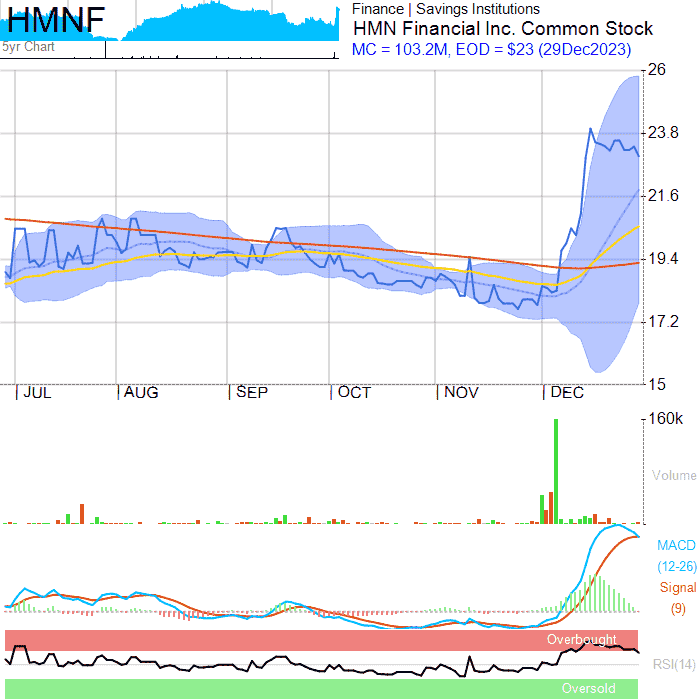 HMNF
5yr Chart
Finance | Savings Institutions
HMN Financial Inc. Common Stock
MC = 103.2M, EOD = $23 (29Dec2023)
26
23.8
21.6
19.4
17.2
15
JUL AUG SEP OCT NOV DEC
160k
Volume
MACD
(12-26)
Signal
(9)
Overbought
RSI(14)
Oversold